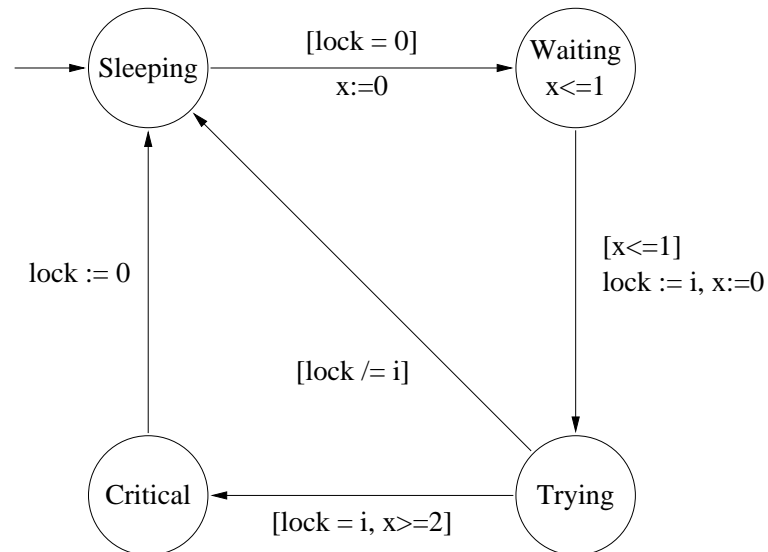 [lock = 0]
Sleeping
Waiting
x:=0
x<=1
[x<=1]
lock := i, x:=0
lock := 0
[lock /= i]
Critical
Trying
[lock = i, x>=2]